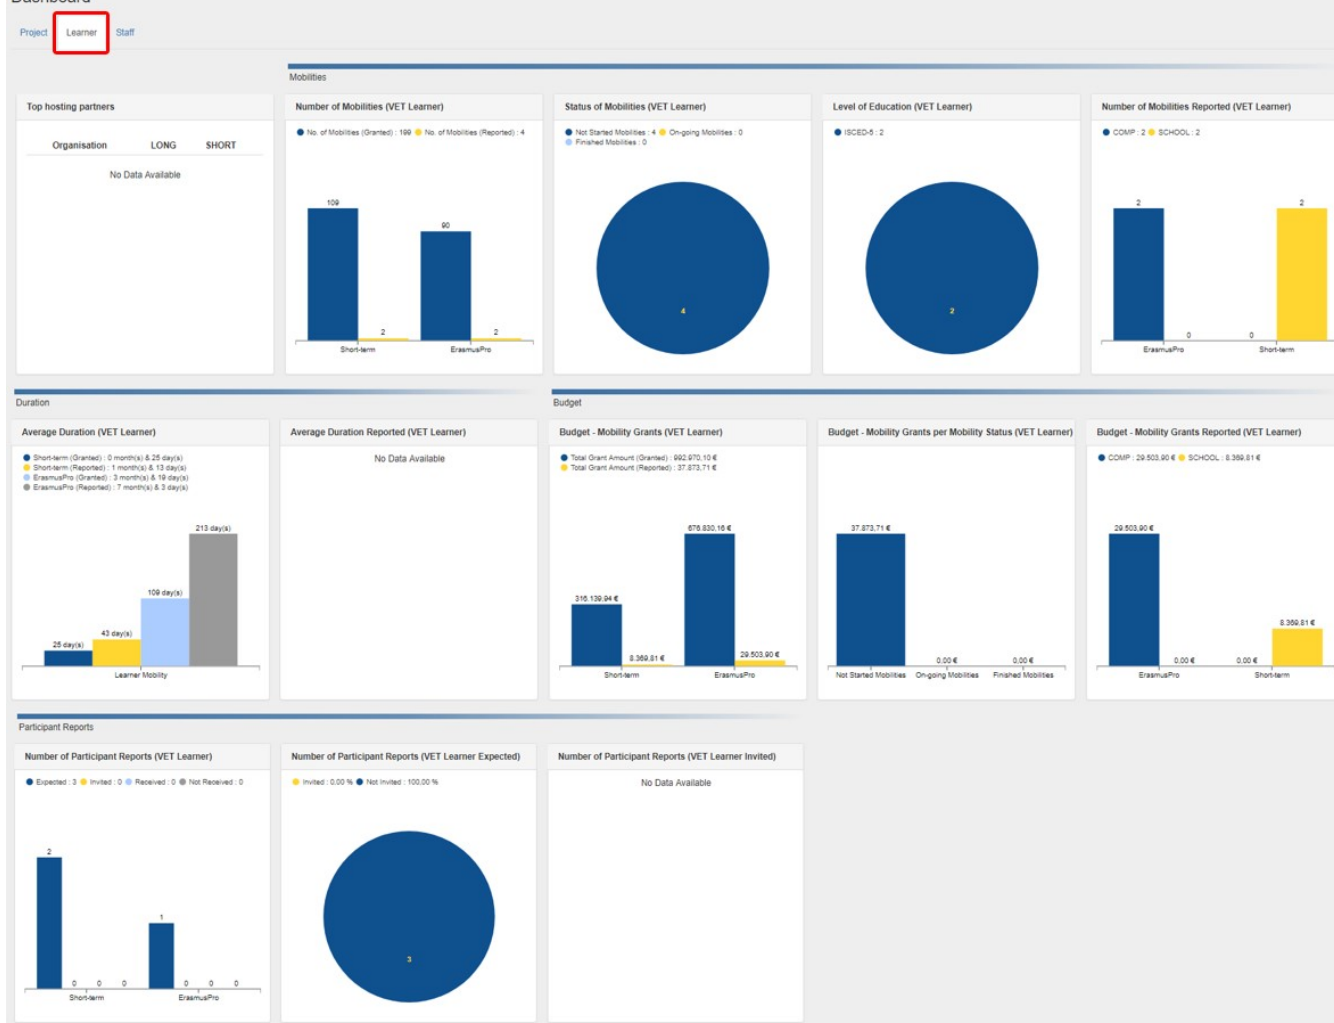 Dashboard
Project Learner Staff
Mobilities
Top hosting partners
Organisation LONG SHORT
No Data Available
Number of Mobilities (VET Learner)
No. of Mobilities (Granted) : 199 No. of Mobilities (Reported) : 4
109
90
2 2
Short-term ErasmusPro
Status of Mobilities (VET Learner)
Not Started Mobilities : 4 On-going Mobilities : 0
Finished Mobilities : 0
4
Level of Education (VET Learner)
ISCED-5 : 2
2
Number of Mobilities Reported (VET Learner)
COMP : 2 SCHOOL : 2
2 2
0 0
ErasmusPro Short-term
Duration
Average Duration (VET Learner)
Short-term (Granted) : 0 month(s) & 25 day(s)
Short-term (Reported) : 1 month(s) & 13 day(s)
ErasmusPro (Granted) : 3 month(s) & 19 day(s)
ErasmusPro (Reported) : 7 month(s) & 3 day(s)
213 day(s)
109 day(s)
43 day(s)
25 day(s)
Learner Mobility
Average Duration Reported (VET Learner)
No Data Available
Budget
Budget - Mobility Grants (VET Learner)
Total Grant Amount (Granted) : 992.970,10 €
Total Grant Amount (Reported) : 37.873,71 €
676.830,16 €
316.139,94 €
8.369,81 € 29.503,90 €
Short-term ErasmusPro
Budget - Mobility Grants per Mobility Status (VET Learner)
37.873,71 €
0,00 € 0,00 €
Not Started Mobilities On-going Mobilities Finished Mobilities
Budget - Mobility Grants Reported (VET Learner)
COMP : 29.503,90 € SCHOOL : 8.369,81 €
29.503,90 €
8.369,81 €
0,00 € 0,00 €
ErasmusPro Short-term
Participant Reports
Number of Participant Reports (VET Learner)
Expected : 3 Invited : 0 Received : 0 Not Received : 0
2
1
0 0 0 0 0 0
Short-term ErasmusPro
Number of Participant Reports (VET Learner Expected)
Invited : 0,00 % Not Invited : 100,00 %
3
Number of Participant Reports (VET Learner Invited)
No Data Available